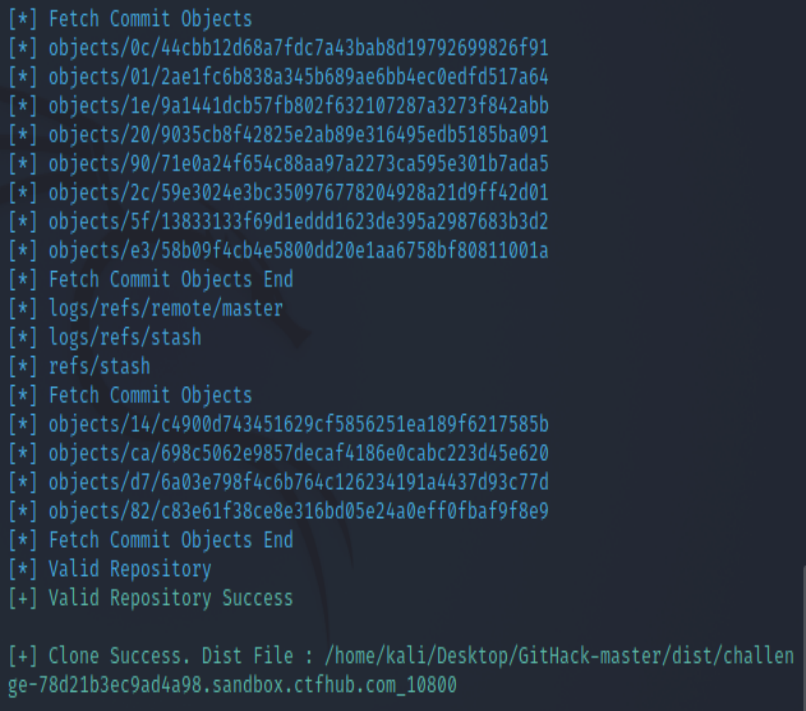 [*] Fetch Commit Objects
[*] objects/0c/44cbb12d68a7fdc7a43bab8d19792699826f91
[*] objects/01/2ae1fc6b838a345b689ae6bb4ec0edfd517a64
[*] objects/1e/9a1441dcb57fb802f632107287a3273f842abb
[*] objects/20/9035cb8f42825e2ab89e316495edb5185ba091
[*] objects/90/71e0a24f654c88aa97a2273ca595e301b7ada5
[*] objects/2c/59e3024e3bc350976778204928a21d9ff42d01
[*] objects/5f/13833133f69d1eddd1623de395a2987683b3d2
[*] objects/e3/58b09f4cb4e5800dd20e1aa6758bf80811001a
[*] Fetch Commit Objects End
[*] logs/refs/remote/master
[*] logs/refs/stash
[*] refs/stash
[*] Fetch Commit Objects
[*] objects/14/c4900d743451629cf5856251ea189f6217585b
[*] objects/ca/698c5062e9857decaf4186e0cabc223d45e620
[*] objects/d7/6a03e798f4c6b764c126234191a4437d93c77d
[*] objects/82/c83e61f38ce8e316bd05e24a0eff0fbaf9f8e9
[*] Fetch Commit Objects End
[*] Valid Repository
[+] Valid Repository Success
[+] Clone Success. Dist File : /home/kali/Desktop/GitHack-master/dist/challen
ge-78d21b3ec9ad4a98.sandbox.ctfhub.com_10800